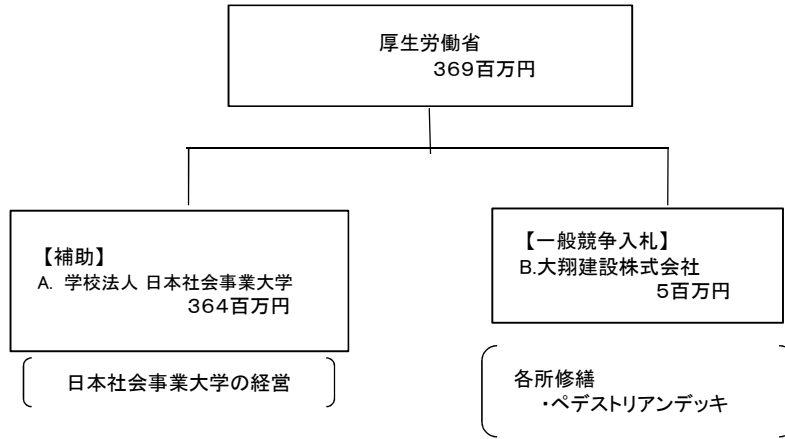 厚生労働省
369百万円
【補助】
A. 学校法人 日本社会事業大学
364百万円
日本社会事業大学の経営
【一般競争入札】
B.大翔建設株式会社
5百万円
各所修繕
・ペデストリアンデッキ